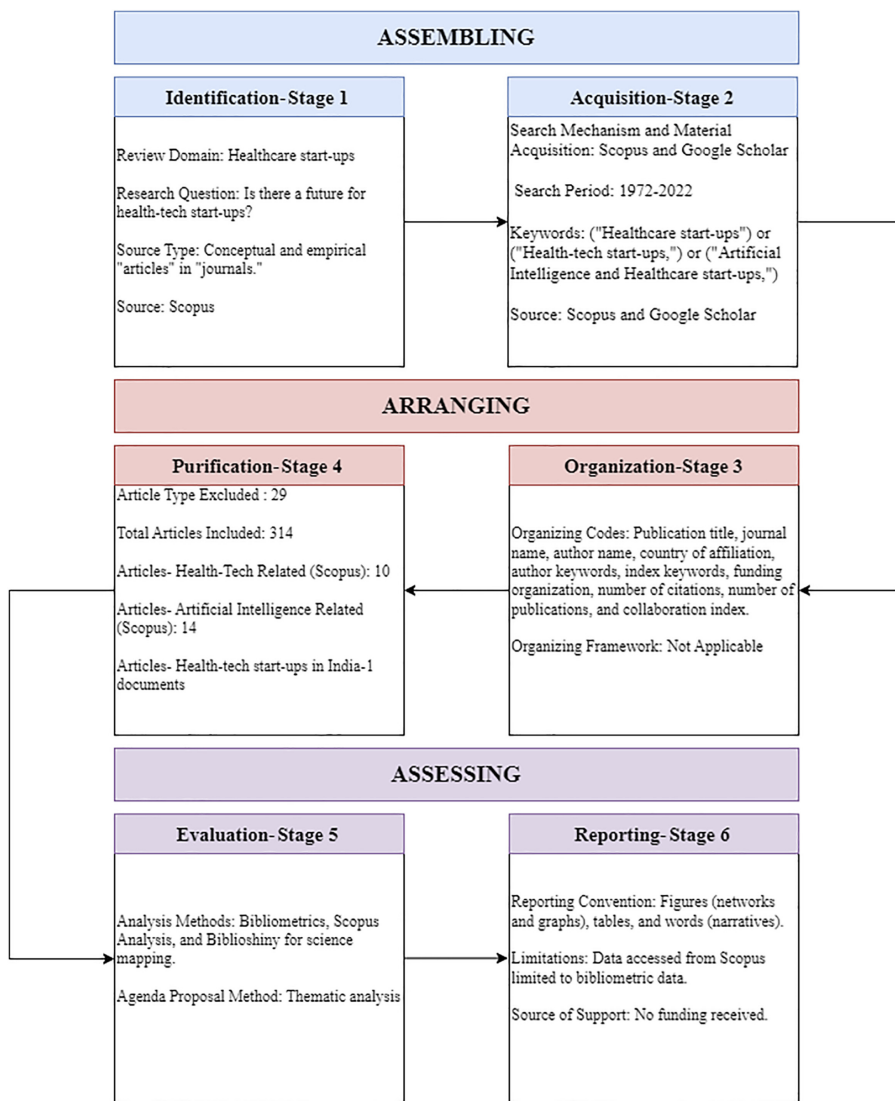 ASSEMBLING
Identification-Stage 1
Review Domain: Healthcare start-ups
Research Question: Is there a future for
health-tech start-ups?
Source Type: Conceptual and empirical
"articles" in "journals."
Source: Scopus
Acquisition-Stage 2
Search Mechanism and Material
Acquisition: Scopus and Google Scholar
Search Period: 1972-2022
Keywords: ("Healthcare start-ups") or
("Health-tech start-ups,") or ("Artificial
Intelligence and Healthcare start-ups,")
Source: Scopus and Google Scholar
ARRANGING
Purification-Stage 4
Article Type Excluded : 29
Total Articles Included: 314
Articles- Health-Tech Related (Scopus): 10
Articles- Artificial Intelligence Related
(Scopus): 14
Articles- Health-tech start-ups in India-1
documents
Organization-Stage 3
Organizing Codes: Publication title, journal
name, author name, country of affiliation,
author keywords, index keywords, funding
organization, number of citations, number of
publications, and collaboration index.
Organizing Framework: Not Applicable
ASSESSING
Evaluation-Stage 5
Analysis Methods: Bibliometrics, Scopus
Analysis, and Biblioshiny for science
mapping.
Agenda Proposal Method: Thematic analysis
Reporting-Stage 6
Reporting Convention: Figures (networks
and graphs), tables, and words (narratives).
Limitations: Data accessed from Scopus
limited to bibliometric data.
Source of Support: No funding received.